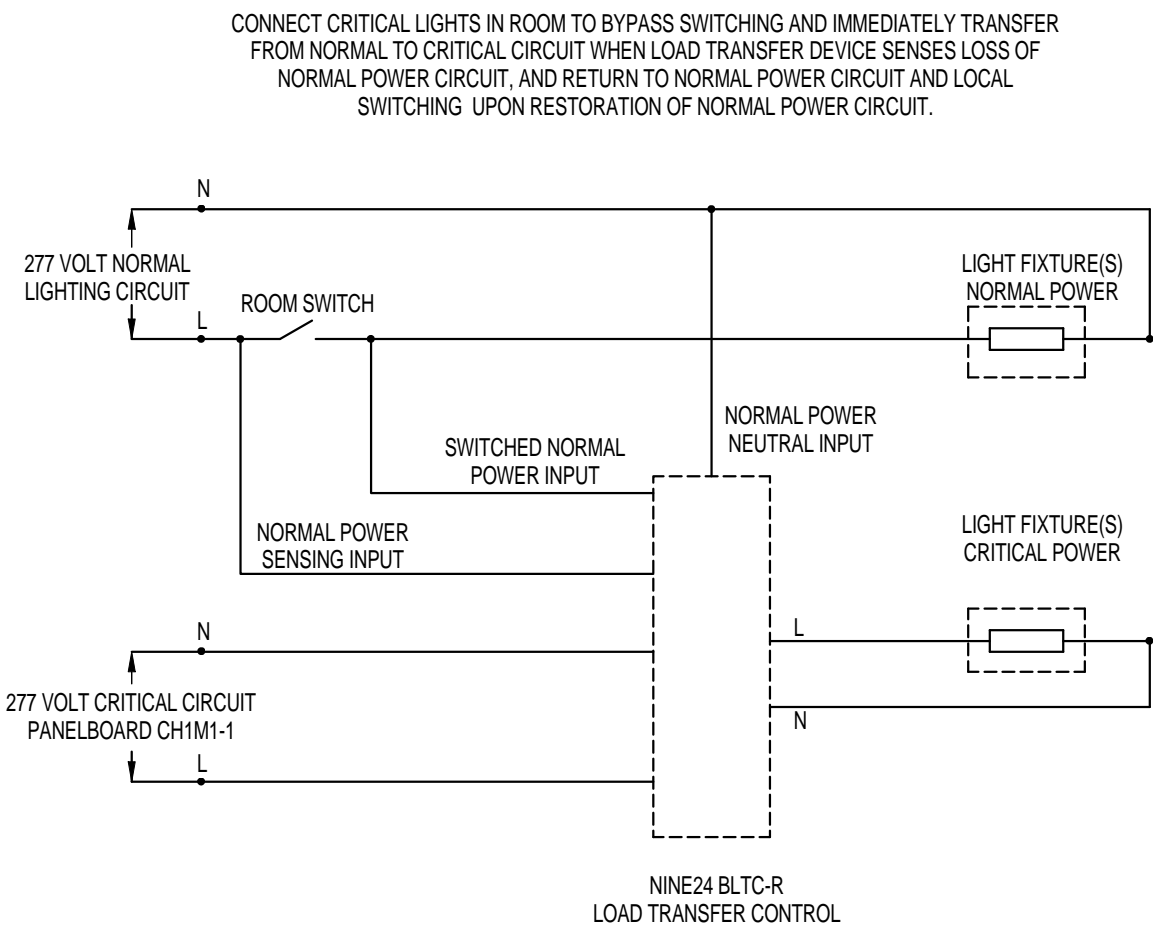 CONNECT CRITICAL LIGHTS IN ROOM TO BYPASS SWITCHING AND IMMEDIATELY TRANSFER
FROM NORMAL TO CRITICAL CIRCUIT WHEN LOAD TRANSFER DEVICE SENSES LOSS OF
NORMAL POWER CIRCUIT, AND RETURN TO NORMAL POWER CIRCUIT AND LOCAL
SWITCHING UPON RESTORATION OF NORMAL POWER CIRCUIT.
N
277 VOLT NORMAL
LIGHTING CIRCUIT
L
ROOM SWITCH
LIGHT FIXTURE(S)
NORMAL POWER
NORMAL POWER
NEUTRAL INPUT
SWITCHED NORMAL
POWER INPUT
NORMAL POWER
SENSING INPUT
LIGHT FIXTURE(S)
CRITICAL POWER
N
277 VOLT CRITICAL CIRCUIT
PANELBOARD CH1M1-1
L
L
N
NINE24 BLTC-R
LOAD TRANSFER CONTROL